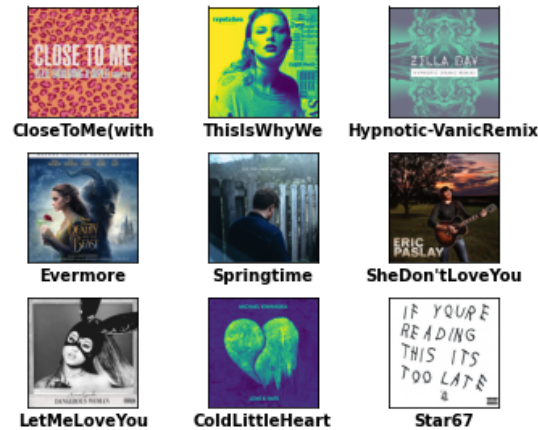 CLOSE TO ME
CloseToMe(with
reputation
ThisIsWhyWe
ZILLA DAY
HYPNOTIC (VANIC REMIX)
Hypnotic-VanicRemix
BEAUTY
BEAST
Evermore
Springtime
ERIC
PASLAY
SheDon'tLoveYou
DANGEROUS WOMAN
LetMeLoveYou
MICHAEL KIWANUKA
LOVE & HATE
ColdLittleHeart
IF YOURE
READING
THIS ITS
TOO LATE
Star67